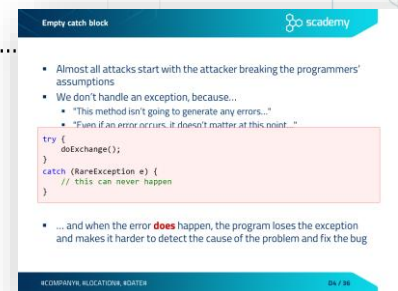 Empty catch block
scademy
▪ Almost all attacks start with the attacker breaking the programmers'
assumptions
▪ We don't handle an exception, because...
▪ "This method isn't going to generate any errors..."
▪ "Even if an error occurs, it doesn't matter at this point..."
try {
doExchange();
}
catch (RareException e) {
// this can never happen
}
▪ ... and when the error does happen, the program loses the exception
and makes it harder to detect the cause of the problem and fix the bug
#COMPANY#, #LOCATION#, #DATE#
D4 / 36